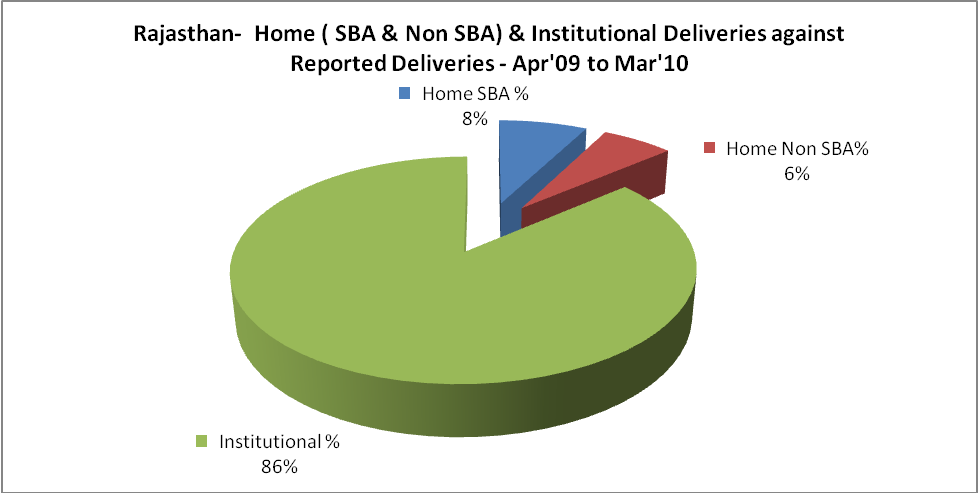 Rajasthan- Home ( SBA & Non SBA) & Institutional Deliveries against
Reported Deliveries - Apr'09 to Mar'10
Home SBA %
8%
Home Non SBA%
6%
Institutional %
86%